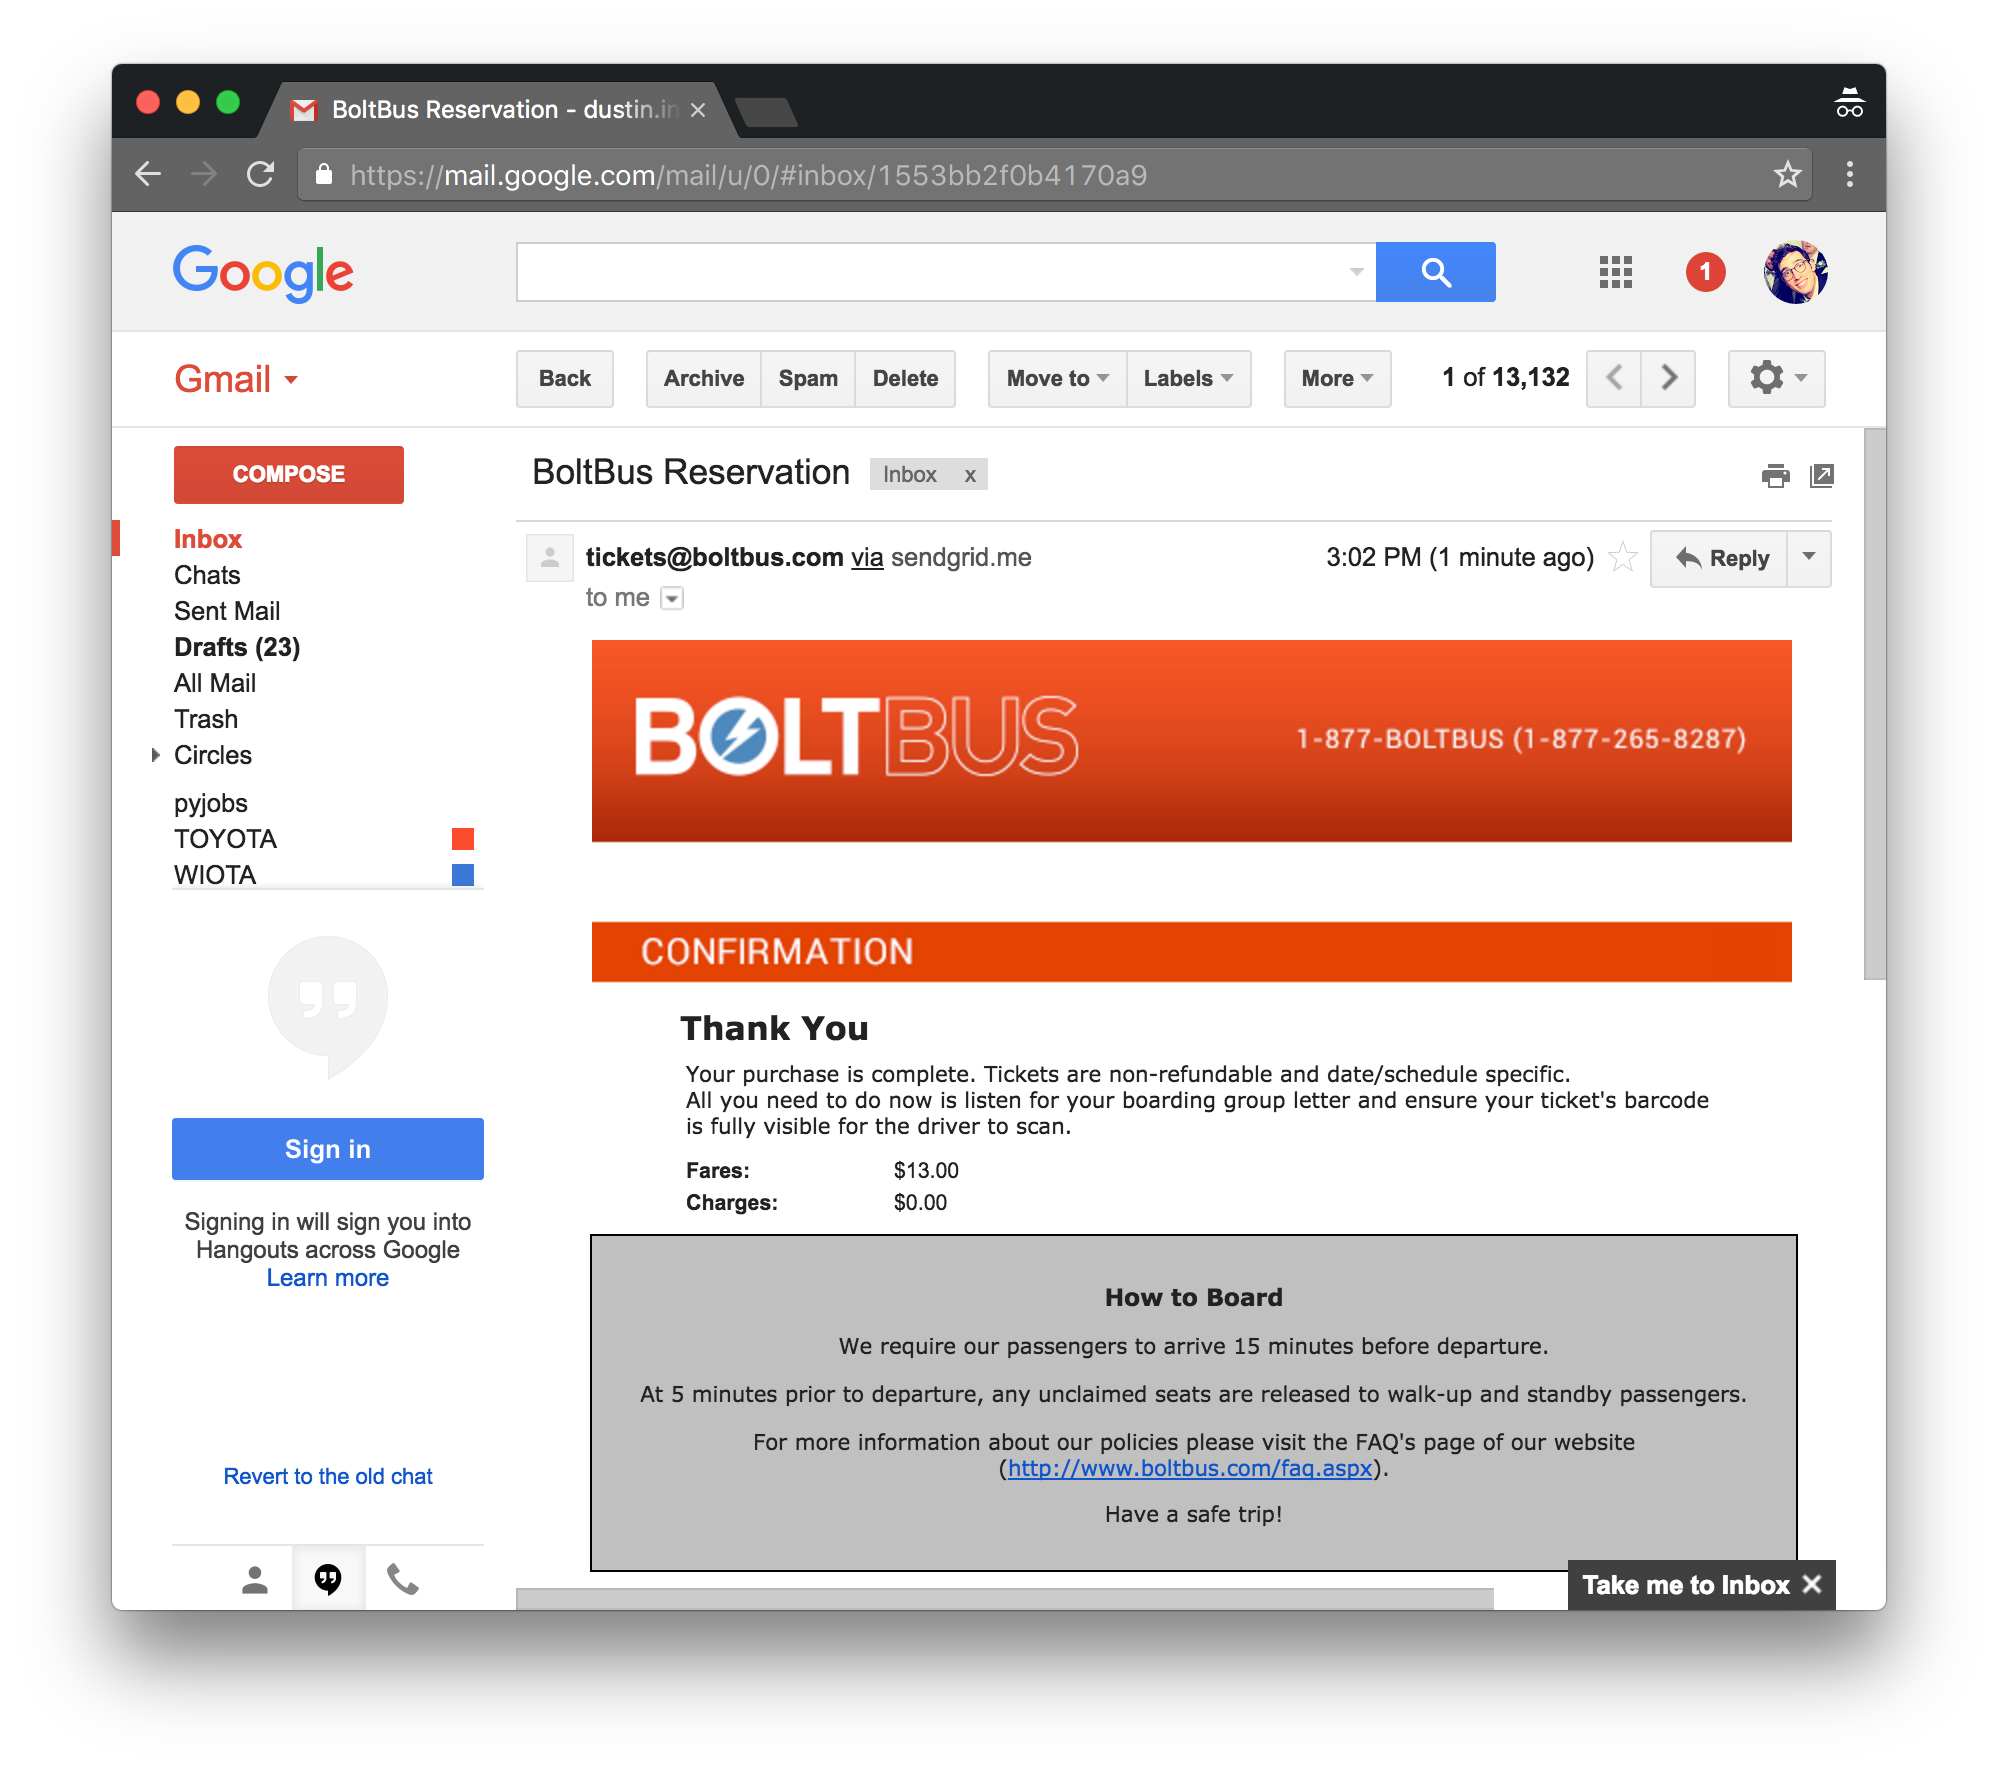 BoltBus Reservation - dustin.in
https://mail.google.com/mail/u/0/#inbox/1553bb2f0b4170a9
Google
1
Gmail
Back Archive Spam Delete Move to Labels More 1 of 13,132
COMPOSE
Inbox
Chats
Sent Mail
Drafts (23)
All Mail
Trash
Circles
pyjobs
TOYOTA
WIOTA
Sign in
Signing in will sign you into
Hangouts across Google
Learn more
Revert to the old chat
BoltBus Reservation Inbox x
tickets@boltbus.com via sendgrid.me 3:02 PM (1 minute ago) Reply
to me
BOLTBUS 1-877-BOLTBUS (1-877-265-8287)
CONFIRMATION
Thank You
Your purchase is complete. Tickets are non-refundable and date/schedule specific.
All you need to do now is listen for your boarding group letter and ensure your ticket's barcode
is fully visible for the driver to scan.
Fares: $13.00
Charges: $0.00
How to Board
We require our passengers to arrive 15 minutes before departure.
At 5 minutes prior to departure, any unclaimed seats are released to walk-up and standby passengers.
For more information about our policies please visit the FAQ's page of our website
(http://www.boltbus.com/faq.aspx).
Have a safe trip!
Take me to Inbox